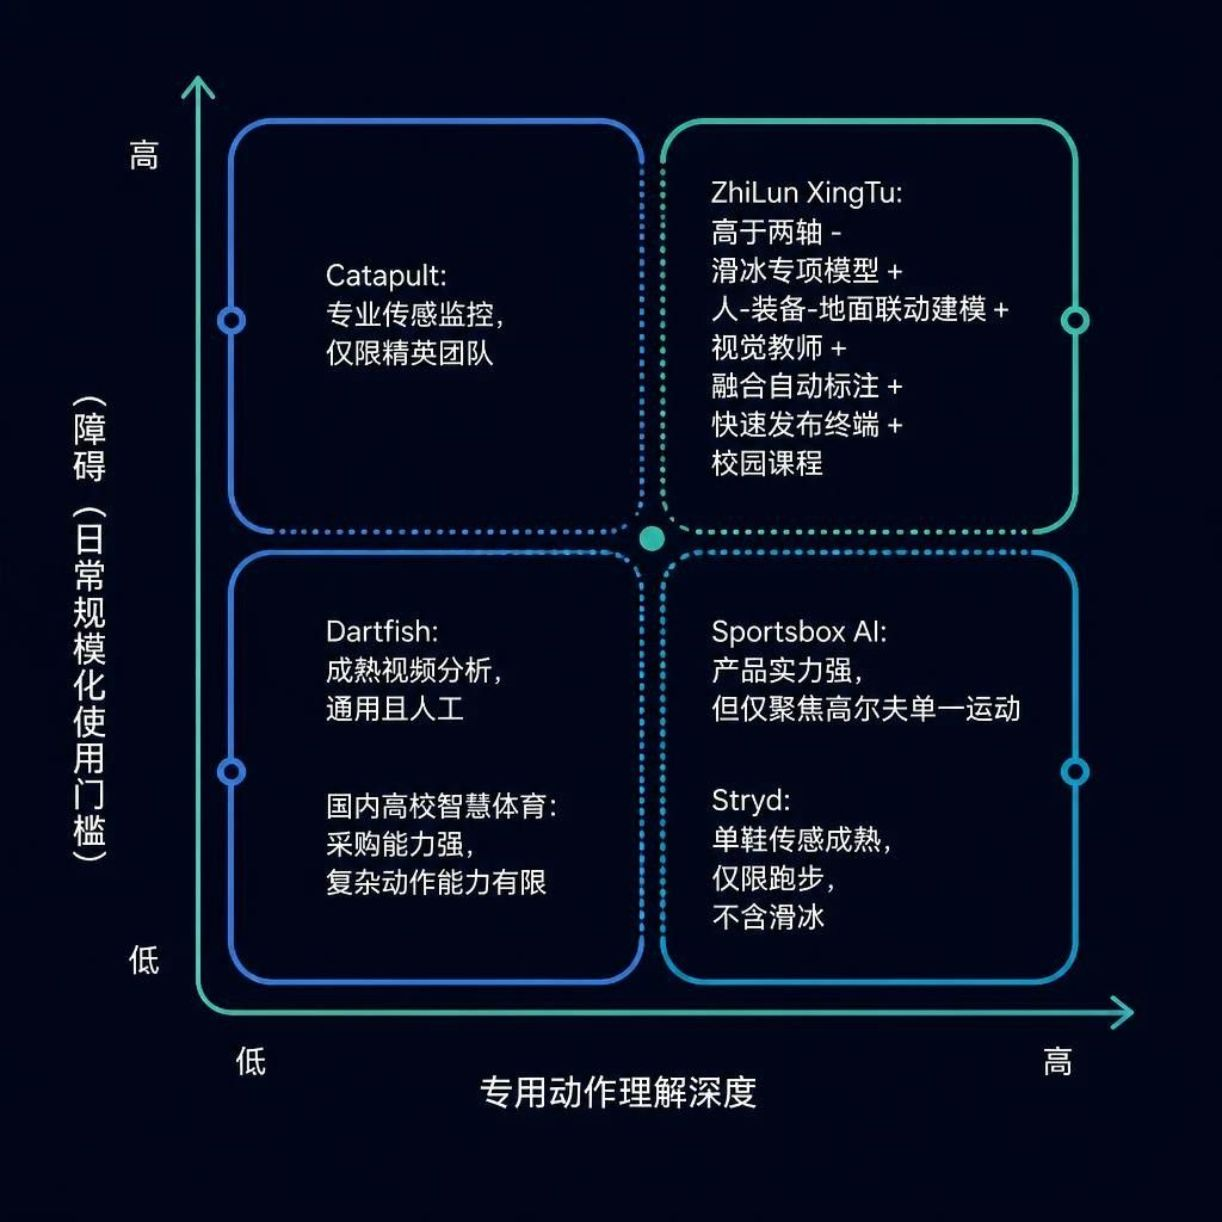 高
Catapult:
专业传感监控，
仅限精英团队
ZhiLun XingTu:
高于两轴 -
滑冰专项模型 +
人-装备-地面联动建模 +
视觉教师 +
融合自动标注 +
快速发布终端 +
校园课程
（障碍（日常规模化使用门槛）
Dartfish:
成熟视频分析，
通用且人工
国内高校智慧体育：
采购能力强，
复杂动作能力有限
Sportsbox AI:
产品实力强，
但仅聚焦高尔夫单一运动
Stryd:
单鞋传感成熟，
仅限跑步，
不含滑冰
低
低
高
专用动作理解深度